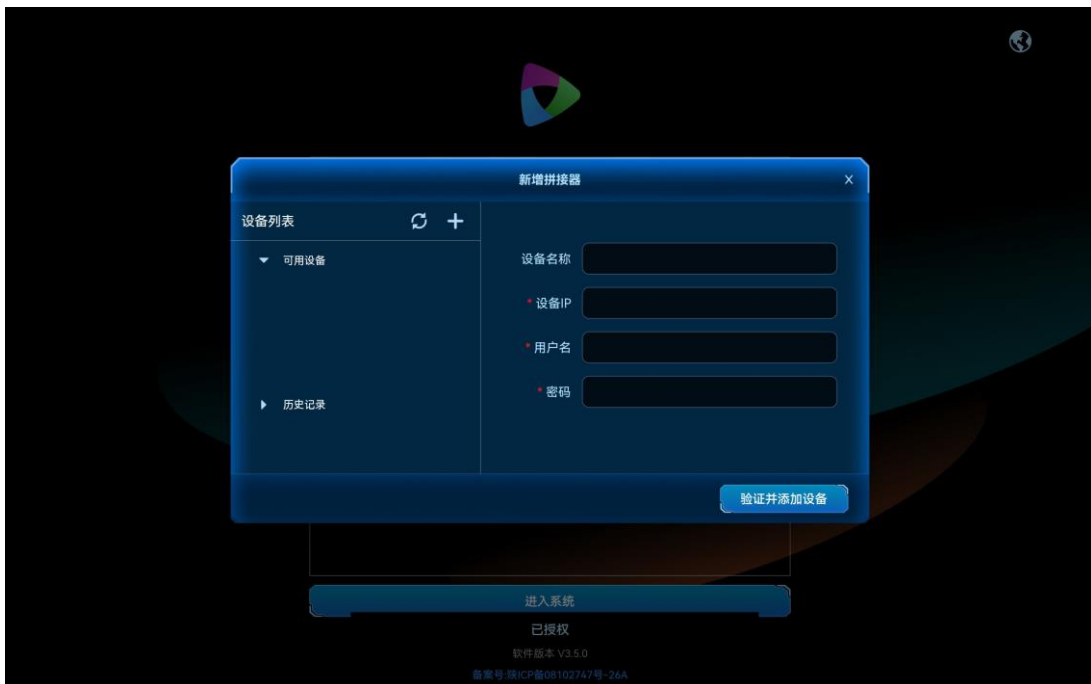 新增拼接器
X
设备列表
可用设备
历史记录
设备名称
* 设备IP
* 用户名
* 密码
验证并添加设备
进入系统
已授权
软件版本 V3.5.0
备案号:陕ICP备08102747号-26A